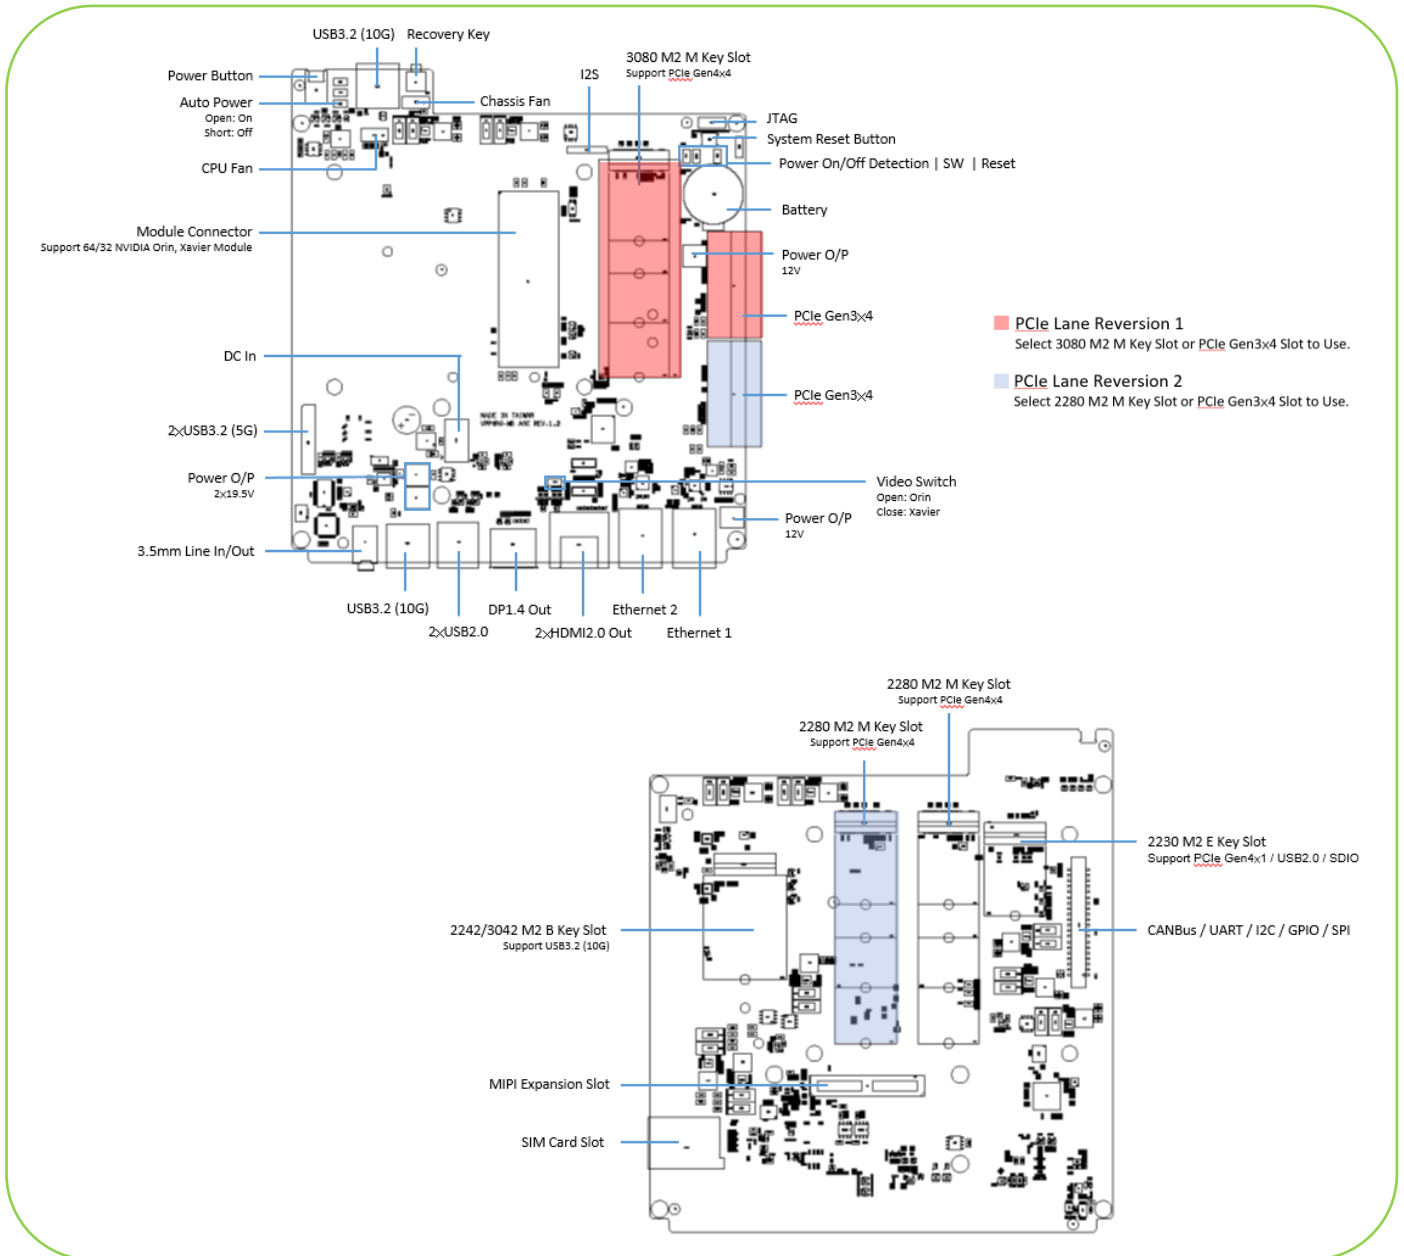 USB3.2 (10G)
Recovery Key
Power Button
Auto Power
Open: On
Short: Off
CPU Fan
Chassis Fan
I2S
3080 M2 M Key Slot
Support PCIe Gen4x4
JTAG
System Reset Button
Power On/Off Detection | SW | Reset
Battery
Module Connector
Support 64/32 NVIDIA Orin, Xavier Module
Power O/P
12V
PCIe Gen3x4
PCIe Lane Reversion 1
Select 3080 M2 M Key Slot or PCIe Gen3x4 Slot to Use.
DC In
PCIe Lane Reversion 2
Select 2280 M2 M Key Slot or PCIe Gen3x4 Slot to Use.
PCIe Gen3x4
MADE IN TAIWAN
2xUSB3.2 (5G)
Power O/P
2x19.5V
Video Switch
Open: Orin
Close: Xavier
Power O/P
12V
3.5mm Line In/Out
USB3.2 (10G)
2xUSB2.0
DP1.4 Out
2xHDMI2.0 Out
Ethernet 2
Ethernet 1
2280 M2 M Key Slot
Support PCIe Gen4x4
2280 M2 M Key Slot
Support PCIe Gen4x4
2230 M2 E Key Slot
Support PCIe Gen4x1 / USB2.0 / SDIO
2242/3042 M2 B Key Slot
Support USB3.2 (10G)
CANBus / UART / I2C / GPIO / SPI
MIPI Expansion Slot
SIM Card Slot